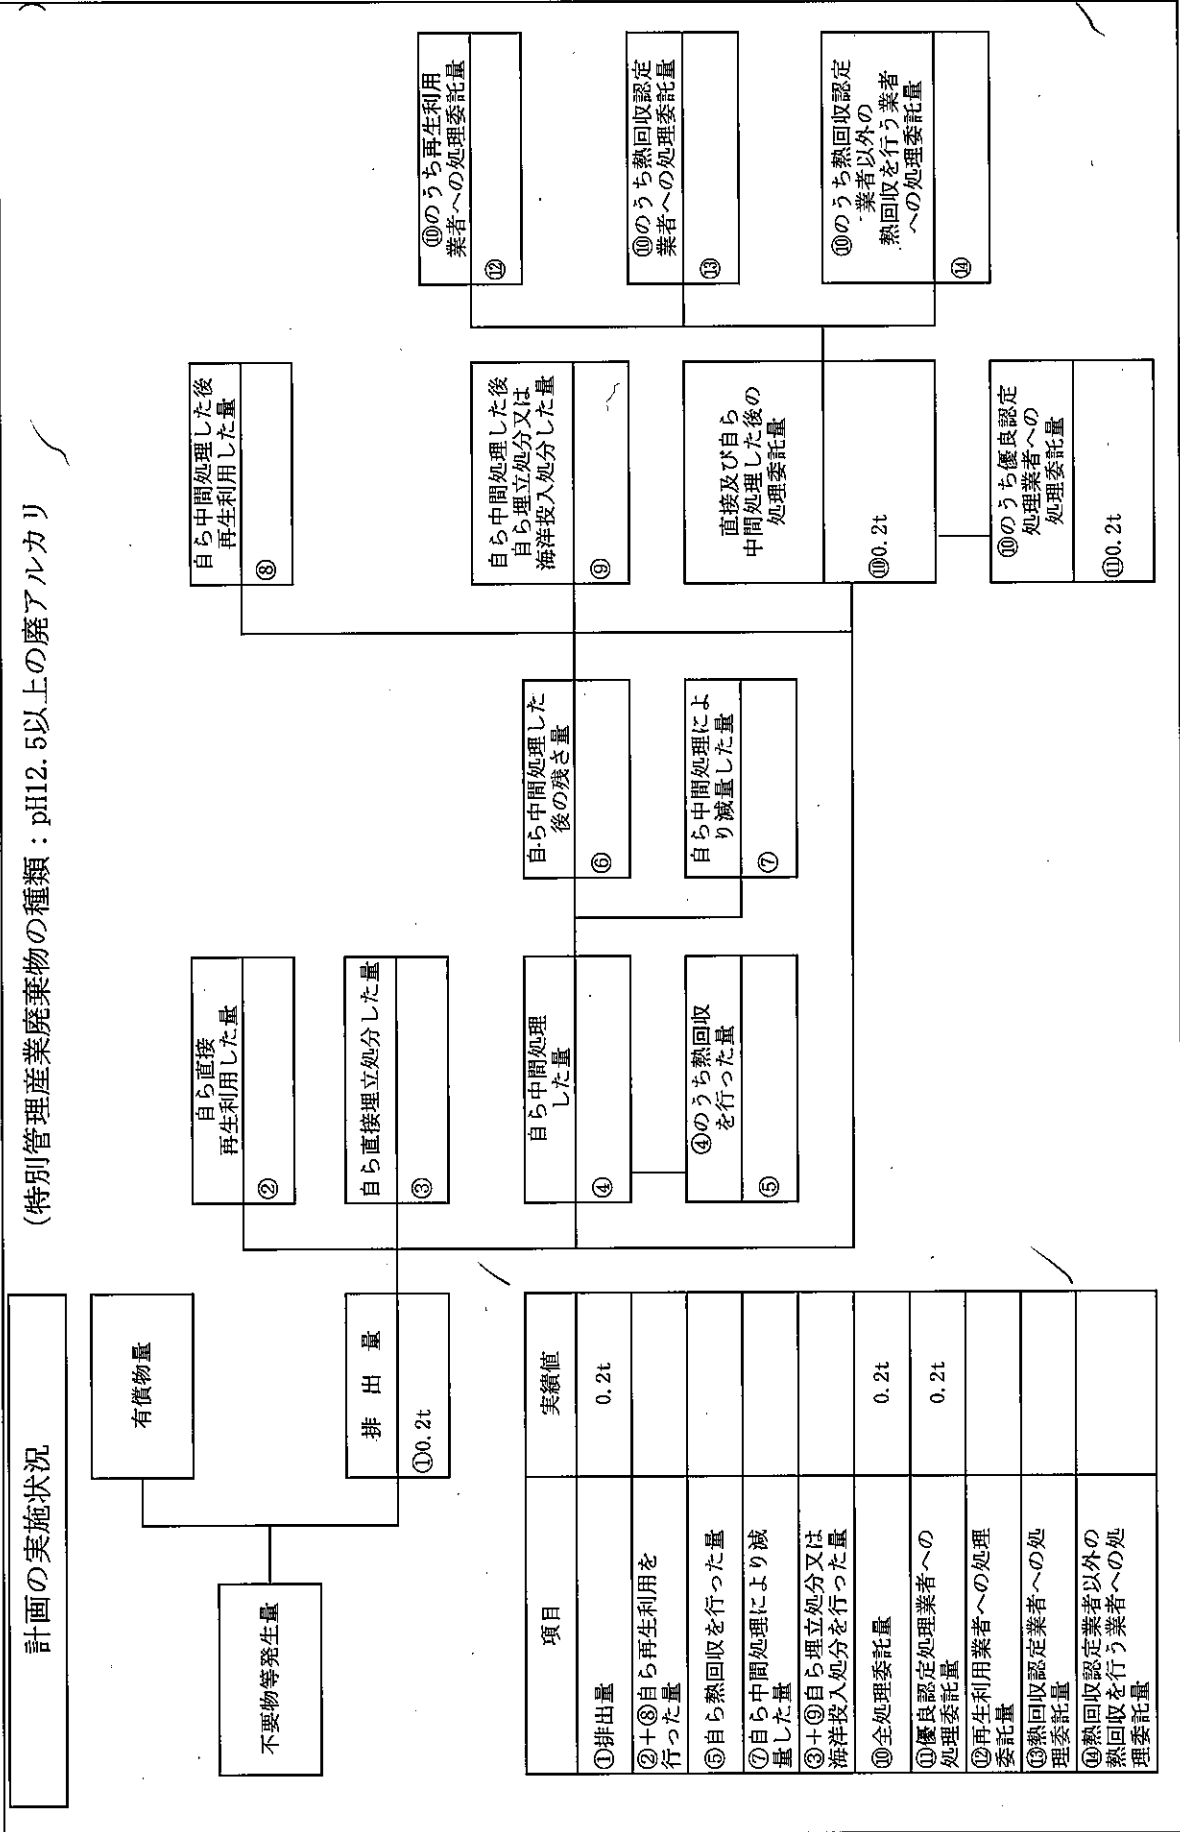 計画の実施状況
(特別管理産業廃棄物の種類：pH12.5以上の廃アルカリ
)
不要物等発生量
有償物量
排 出 量
①0.2t
自ら直接
再生利用した量
②
自ら直接埋立処分した量
③
自ら中間処理
した量
④
④のうち熱回収
を行った量
⑤
自ら中間処理した
後の残さ量
⑥
自ら中間処理によ
り減量した量
⑦
自ら中間処理した後
再生利用した量
⑧
自ら中間処理した後
自ら埋立処分又は
海洋投入処分した量
⑨
直接及び自ら
中間処理した後の
処理委託量
⑩0.2t
⑩のうち優良認定
処理業者への
処理委託量
⑪0.2t
⑩のうち再生利用
業者への処理委託量
⑫
⑩のうち熱回収認定
業者への処理委託量
⑬
⑩のうち熱回収認定
業者以外の
熱回収を行う業者
への処理委託量
⑭
項目 実績値
①排出量 0.2t
②+⑧自ら再生利用を
行った量
⑤自ら熱回収を行った量
⑦自ら中間処理により減
量した量
③+⑨自ら埋立処分又は
海洋投入処分を行った量
⑩全処理委託量 0.2t
⑪優良認定処理業者への
処理委託量 0.2t
⑫再生利用業者への処理
委託量
⑬熱回収認定業者への処
理委託量
⑭熱回収認定業者以外の
熱回収を行う業者への処
理委託量